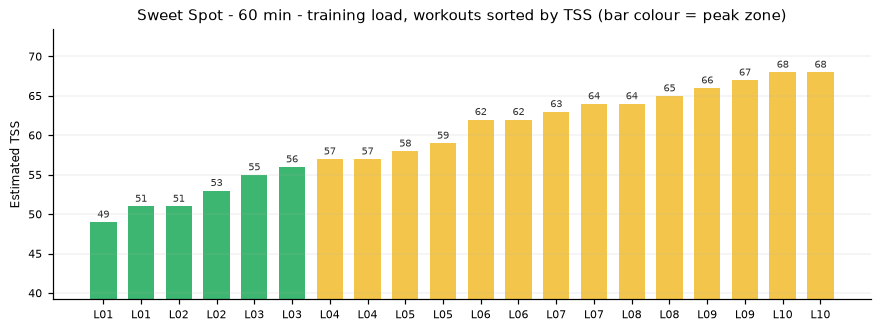 Sweet Spot - 60 min - training load, workouts sorted by TSS (bar colour = peak zone)
Estimated TSS
70
65
60
55
50
45
40
49 51 51 53 55 56 57 57 58 59 62 62 63 64 64 65 66 67 68 68
L01 L01 L02 L02 L03 L03 L04 L04 L05 L05 L06 L06 L07 L07 L08 L08 L09 L09 L10 L10